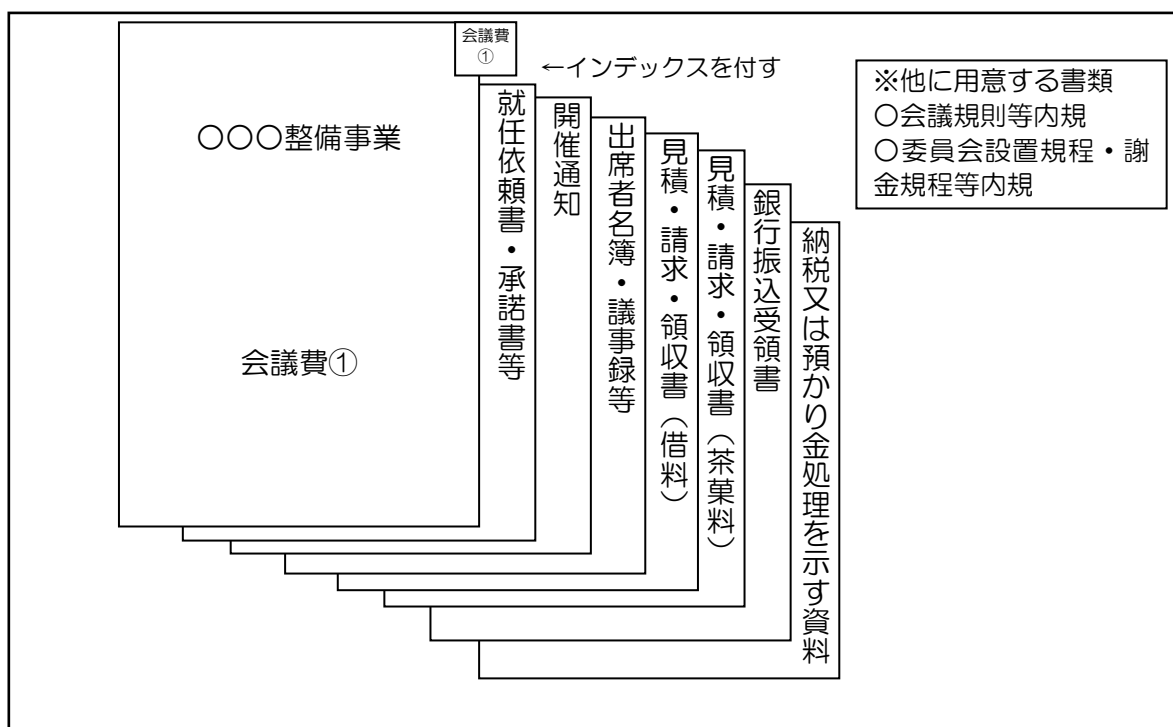 会議費
①
←インデックスを付す
〇〇〇整備事業
会議費①
就任依頼書・承諾書等
開催通知
出席者名簿・議事録等
見積・請求・領収書(借料)
見積・請求・領収書(茶菓料)
銀行振込受領書
納税又は預かり金処理を示す資料
※他に用意する書類
〇会議規則等内規
〇委員会設置規程・謝
金規程等内規